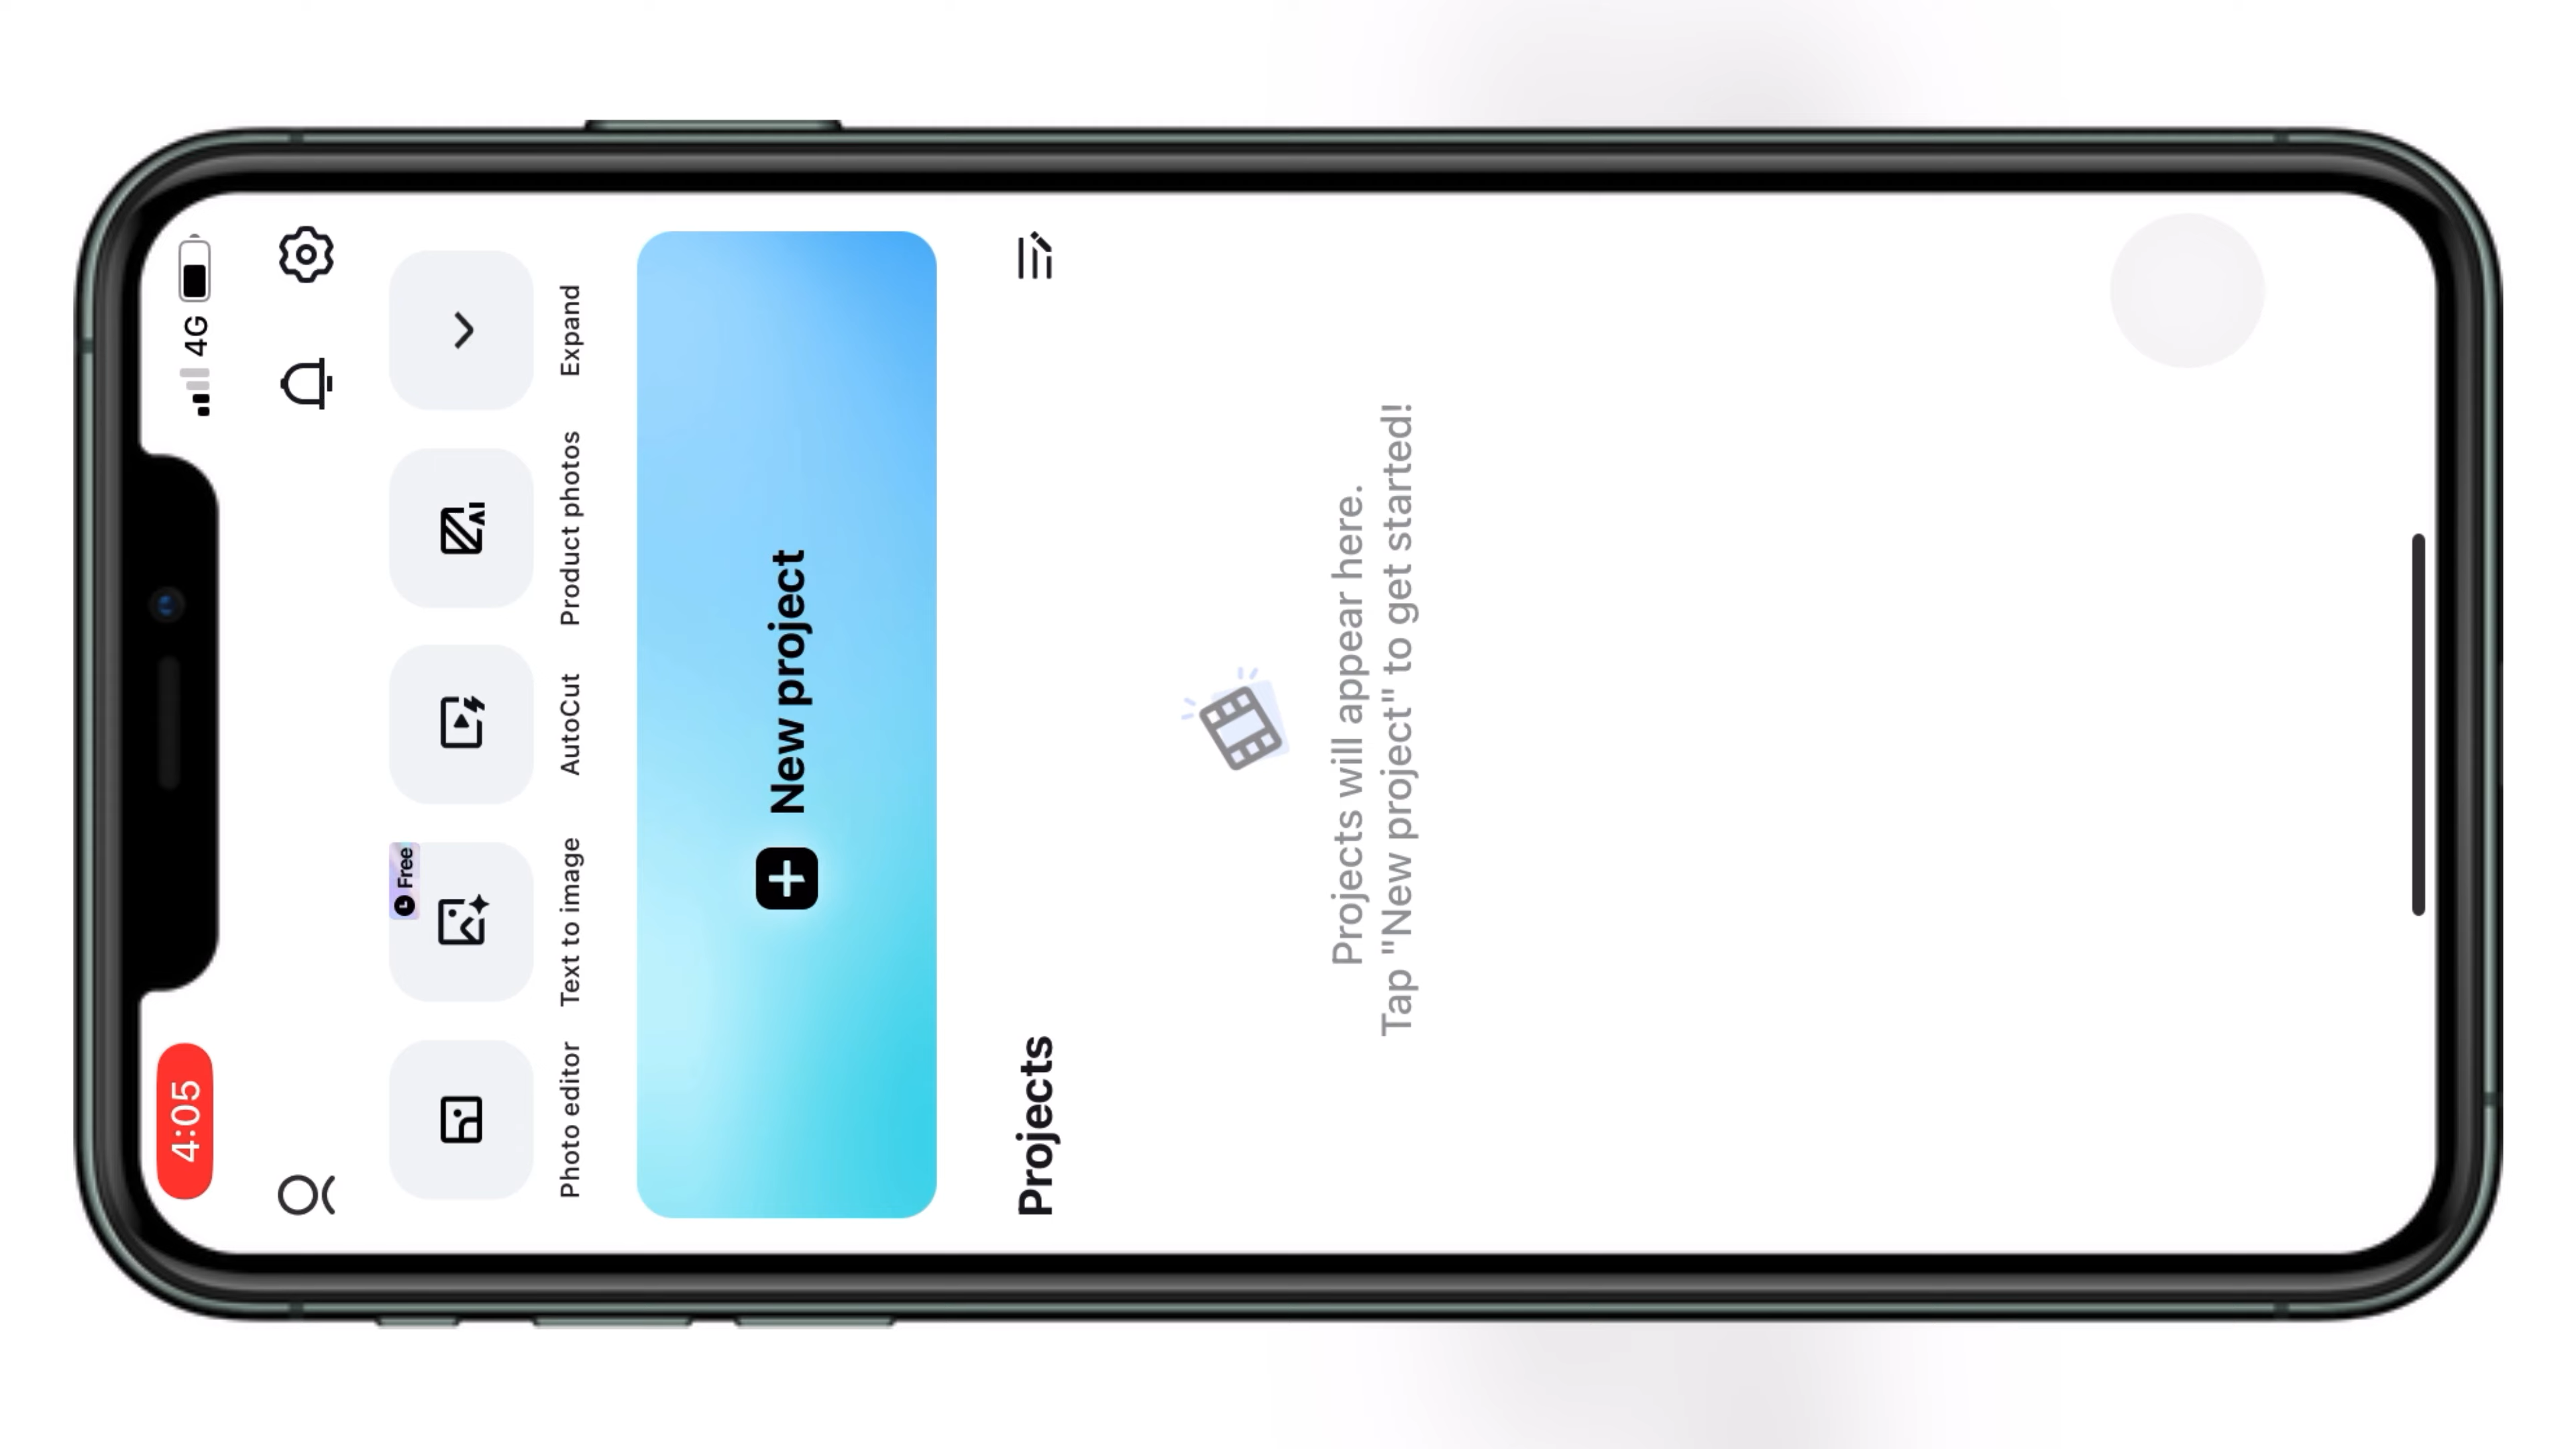 4:05
4G
Free
Photo editor
Text to image
AutoCut
Product photos
Expand
New project
Projects
Projects will appear here.
Tap "New project" to get started!